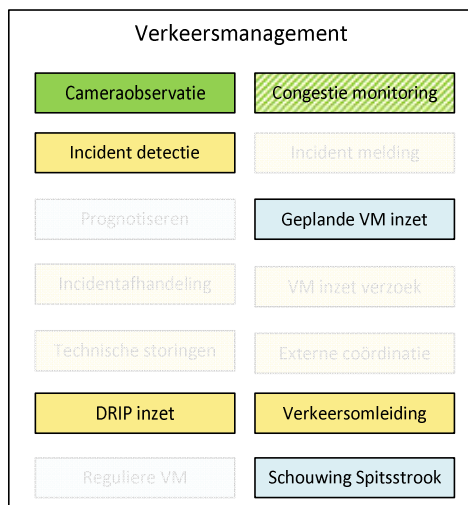 Verkeersmanagement
Cameraobservatie
Congestie monitoring
Incident detectie
Incident melding
Prognotiseren
Geplande VM inzet
Incidentafhandeling
VM inzet verzoek
Technische storingen
Externe coördinatie
DRIP inzet
Verkeersomleiding
Reguliere VM
Schouwing Spitsstrook